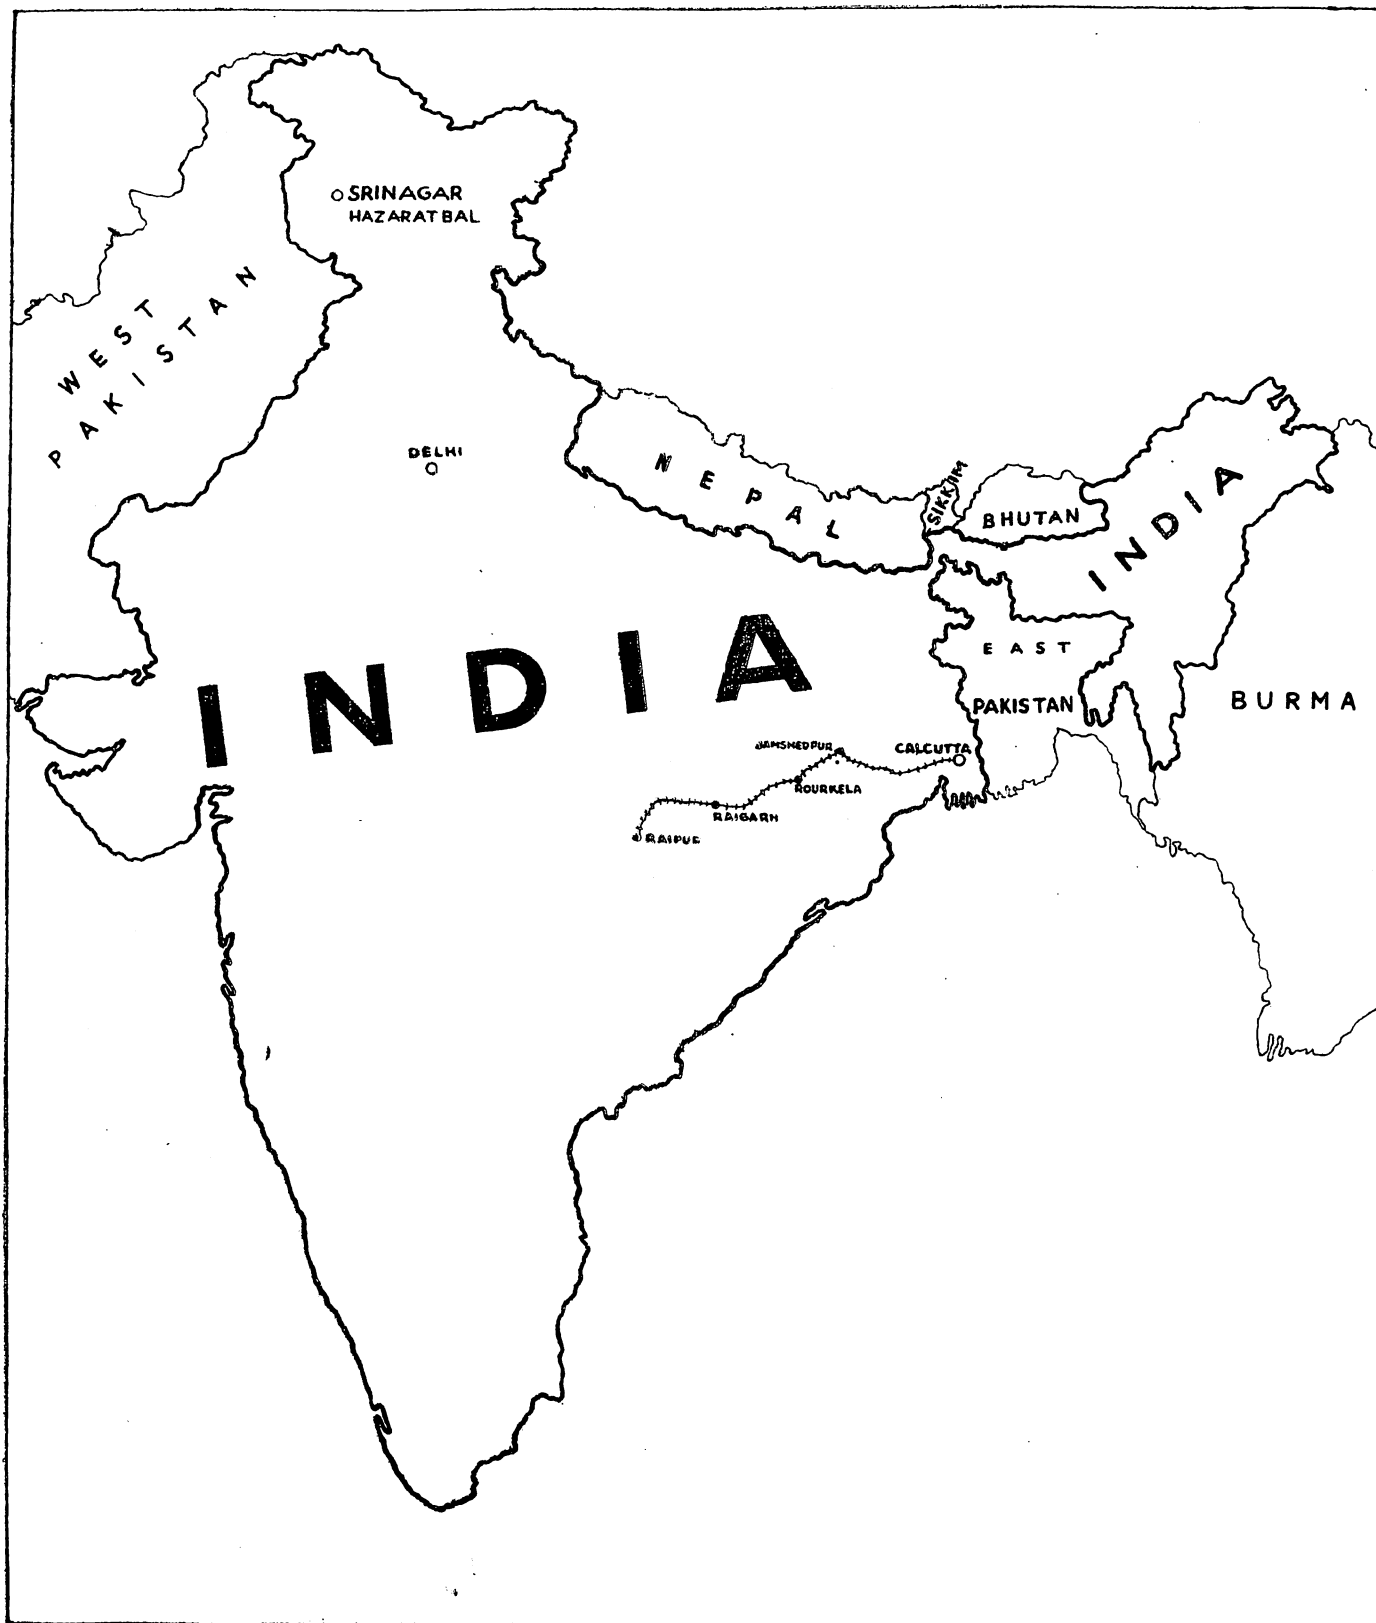 SRINAGAR
HAZARATBAL
WEST
PAKISTAN
DELHI
NEPAL
SIKKIM
BHUTAN
INDIA
INDIA
EAST
PAKISTAN
BURMA
JAMSHEDPUR
CALCUTTA
ROURKELA
RAIGARH
RAIPUR